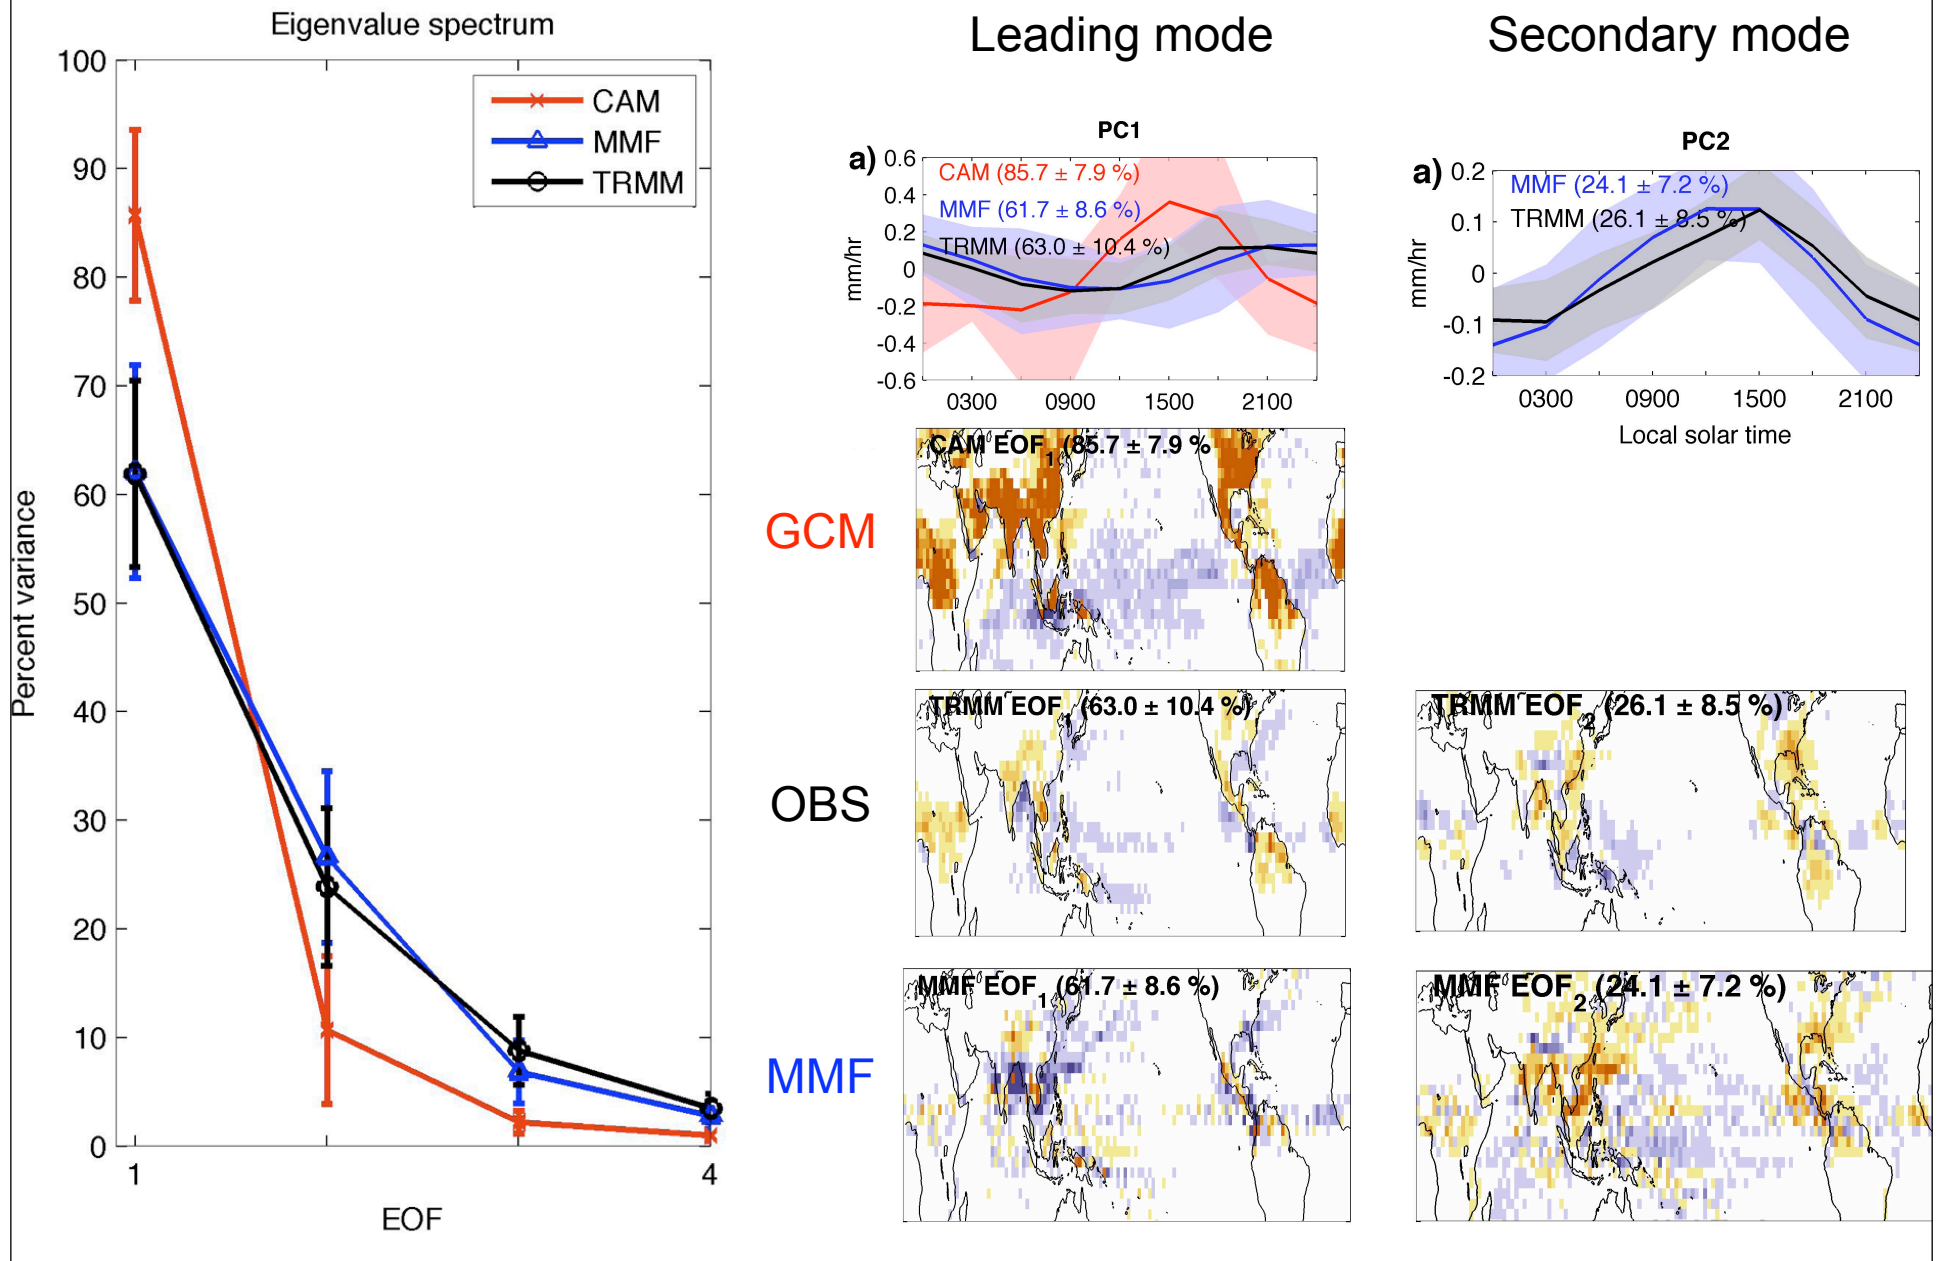 Eigenvalue spectrum
100
90
80
70
60
50
40
30
20
10
0
1
4
Percent variance
EOF
CAM
MMF
TRMM
Leading mode
Secondary mode
PC1
a)
0.6
0.4
0.2
0
-0.2
-0.4
-0.6
mm/hr
CAM (85.7 ± 7.9 %)
MMF (61.7 ± 8.6 %)
TRMM (63.0 ± 10.4 %)
0300 0900 1500 2100
PC2
a)
0.2
0.1
0
-0.1
-0.2
mm/hr
MMF (24.1 ± 7.2 %)
TRMM (26.1 ± 8.5 %)
0300 0900 1500 2100
Local solar time
GCM
CAM EOF1 (85.7 ± 7.9 %
OBS
TRMM EOF1 (63.0 ± 10.4 %)
TRMM EOF2 (26.1 ± 8.5 %)
MMF
MMF EOF1 (61.7 ± 8.6 %)
MMF EOF2 (24.1 ± 7.2 %)